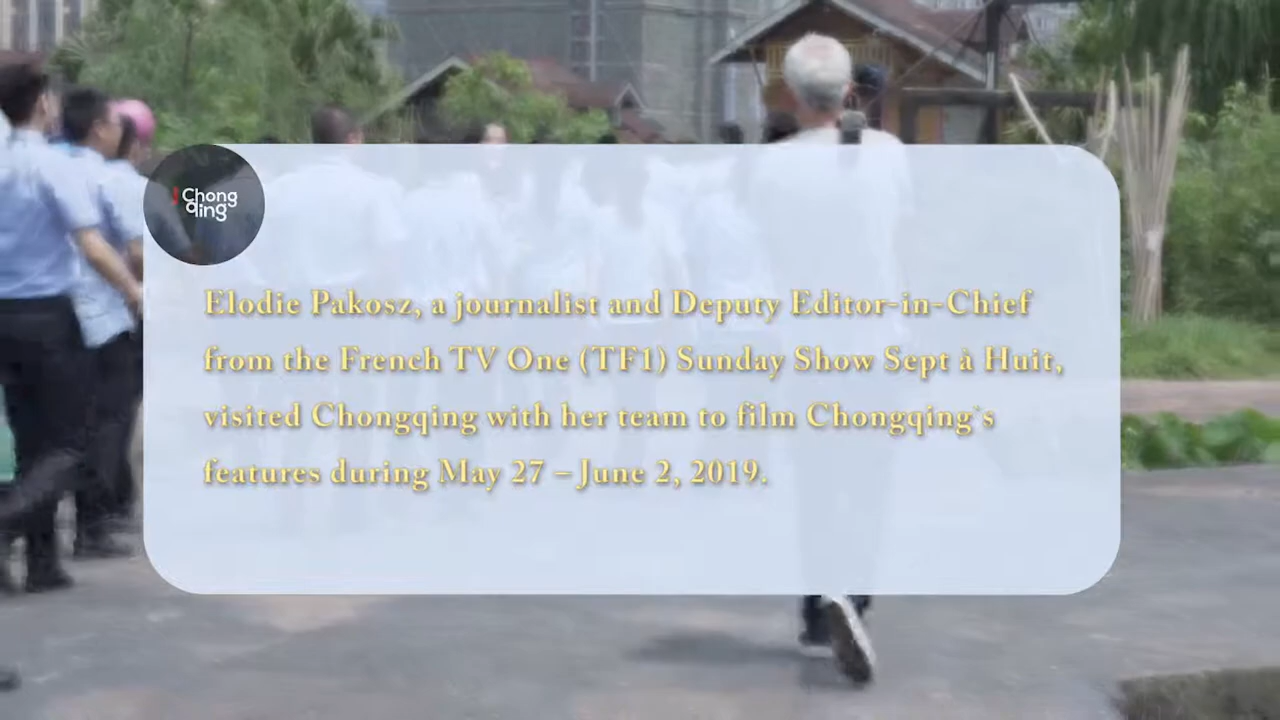 Chong
qing
Elodie Pakosz, a journalist and Deputy Editor-in-Chief
from the French TV One (TF1) Sunday Show Sept à Huit,
visited Chongqing with her team to film Chongqing's
features during May 27 – June 2, 2019.